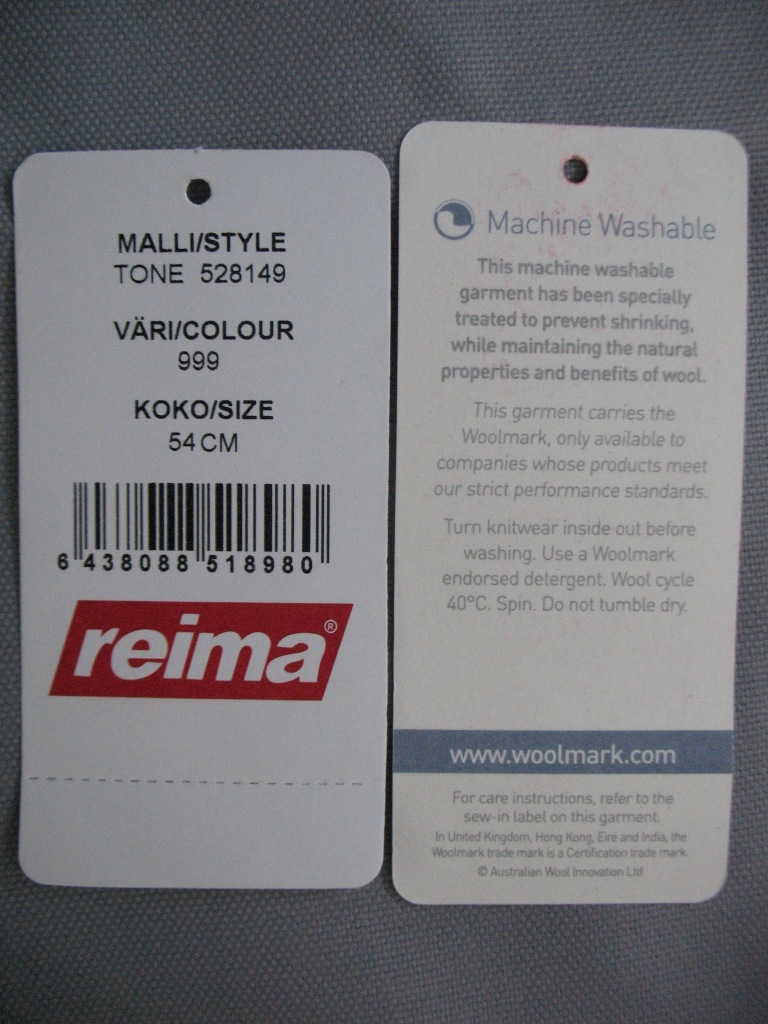 MALLI/STYLE
TONE 528149
VÄRI/COLOUR
999
KOKO/SIZE
54 CM
6 438088 518980
reima®
Machine Washable
This machine washable
garment has been specially
treated to prevent shrinking,
while maintaining the natural
properties and benefits of wool.
This garment carries the
Woolmark, only available to
companies whose products meet
our strict performance standards.
Turn knitwear inside out before
washing. Use a Woolmark
endorsed detergent. Wool cycle
40°C. Spin. Do not tumble dry.
www.woolmark.com
For care instructions, refer to the
sew-in label on this garment.
In United Kingdom, Hong Kong, Eire and India, the
Woolmark trade mark is a Certification trade mark.
© Australian Wool Innovation Ltd